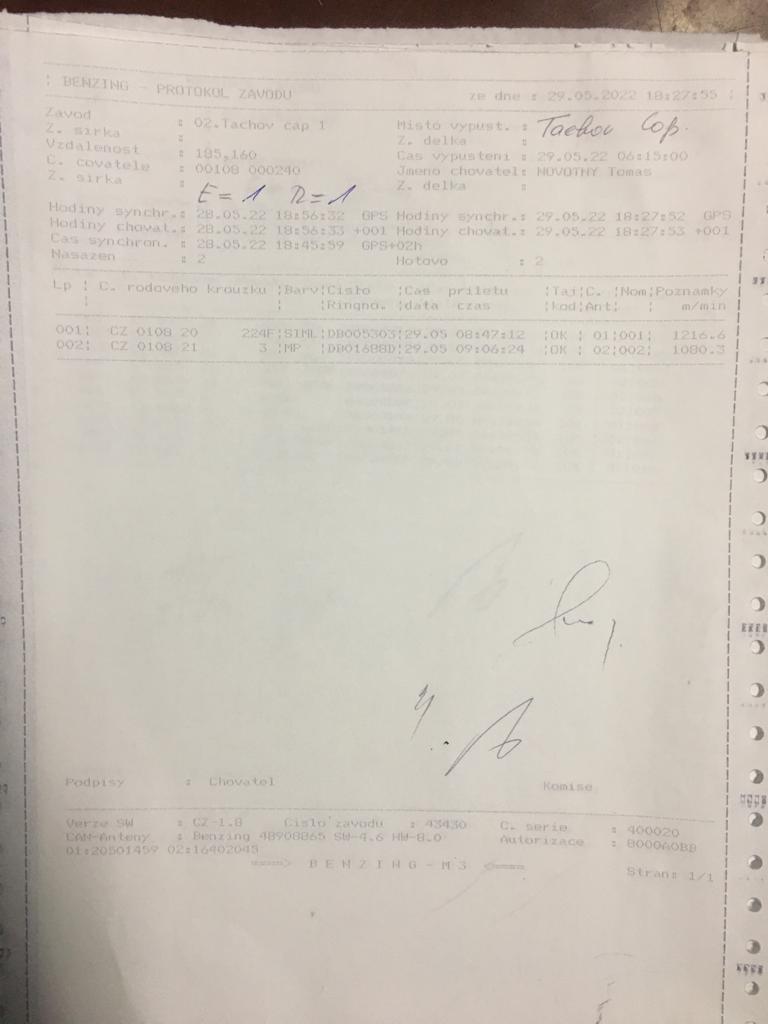 BENZING - PROTOKOL ZAVODU ze dne : 29.05.2022 18:27:55
Zavod : 02.Tachov cap 1 Misto vypust. : Tachov Čáp.
Z. sirka : Z. delka :
Vzdalenost : 185,160 Cas vypusteni : 29.05.22 06:15:00
C. covatele : 00108 000240 Jmeno chovatel: NOVOTNY Tomas
Z. sirka : Z. delka :
E=1 R=1
Hodiny synchr.: 28.05.22 18:56:32 GPS Hodiny synchr.: 29.05.22 18:27:52 GPS
Hodiny chovat.: 28.05.22 18:56:33 +001 Hodiny chovat.: 29.05.22 18:27:53 +001
Cas synchron. : 28.05.22 18:45:59 GPS+02h
Nasazen : 2 Hotovo : 2
Lp ¦ C. rodoveho krouzku ¦Barv¦Cislo ¦Cas priletu ¦Taj¦C. ¦Nom¦Poznamky
¦ ¦ ¦Ringno. ¦data czas ¦kod¦Ant¦ ¦ m/min
001¦ CZ 0108 20 224F¦SIML¦DB005303¦29.05 08:47:12 ¦OK ¦ 01¦001¦ 1216.6
002¦ CZ 0108 21 3 ¦MP ¦DB01688D¦29.05 09:06:24 ¦OK ¦ 02¦002¦ 1080.3
Podpisy : Chovatel Komise
Verze SW : CZ-1.8 Cislo zavodu : 43430 C. serie : 400020
CAN-Anteny : Benzing 48908865 SW-4.6 HW-8.0 Autorizace : 8000A0BB
01:20501459 02:16402045
====> B E N Z I N G - M 3 <====
Stran: 1/1